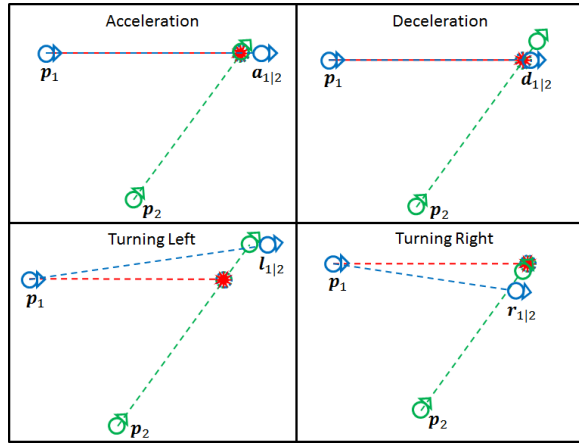 Acceleration
p1
a1|2
p2
Deceleration
p1
d1|2
p2
Turning Left
l1|2
p1
p2
Turning Right
p1
r1|2
p2